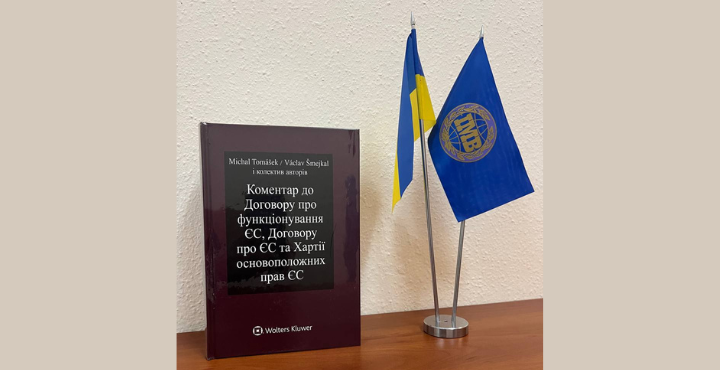 Michal Tomášek / Václav Šmejkal
і колектив авторів
Коментар до
Договору про
функціонування
ЄС, Договору
про ЄС та Хартії
основоположних
прав ЄС
Wolters Kluwer
ІМВ